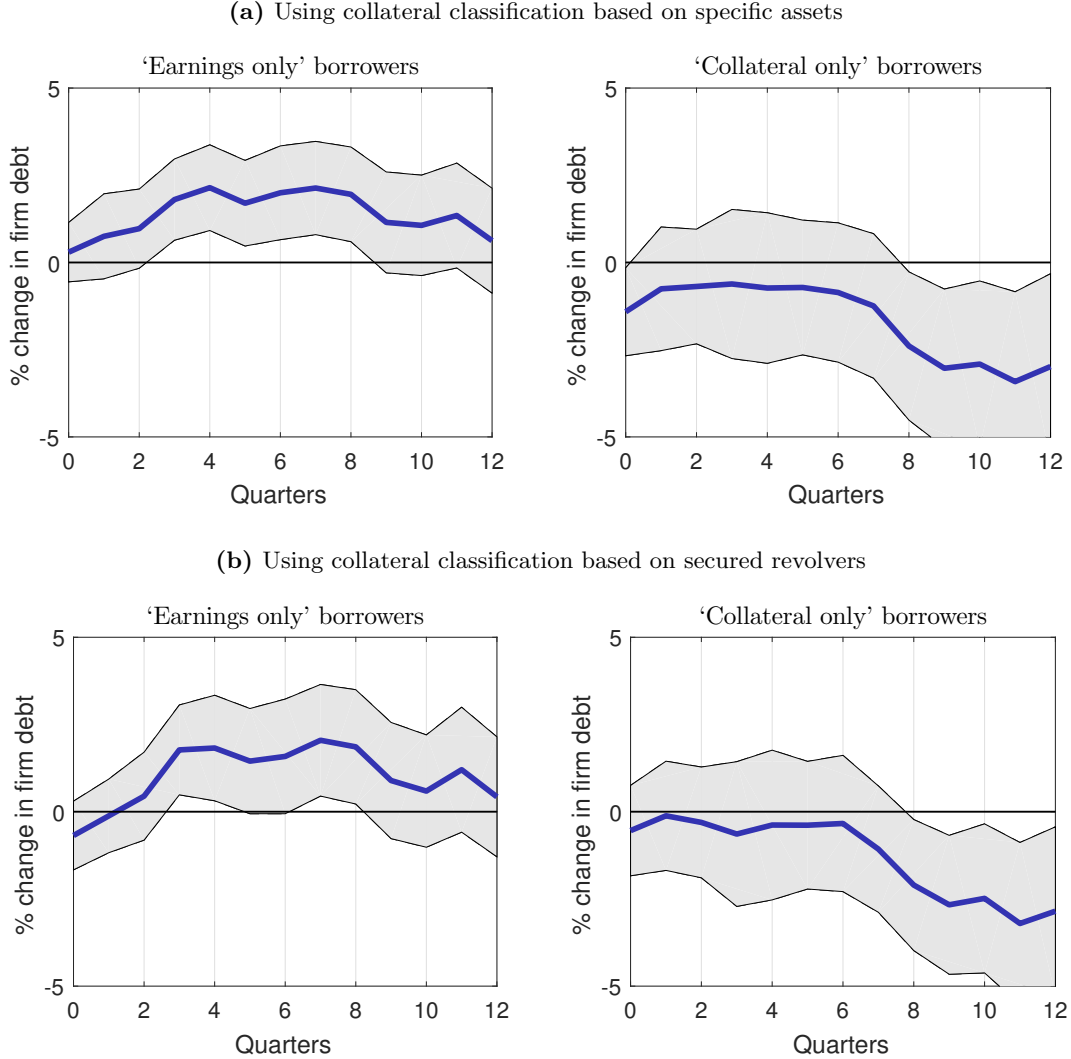 (a) Using collateral classification based on specific assets
‘Earnings only’ borrowers
% change in firm debt
5
0
-5
0 2 4 6 8 10 12
Quarters
‘Collateral only’ borrowers
% change in firm debt
5
0
-5
0 2 4 6 8 10 12
Quarters
(b) Using collateral classification based on secured revolvers
‘Earnings only’ borrowers
% change in firm debt
5
0
-5
0 2 4 6 8 10 12
Quarters
‘Collateral only’ borrowers
% change in firm debt
5
0
-5
0 2 4 6 8 10 12
Quarters